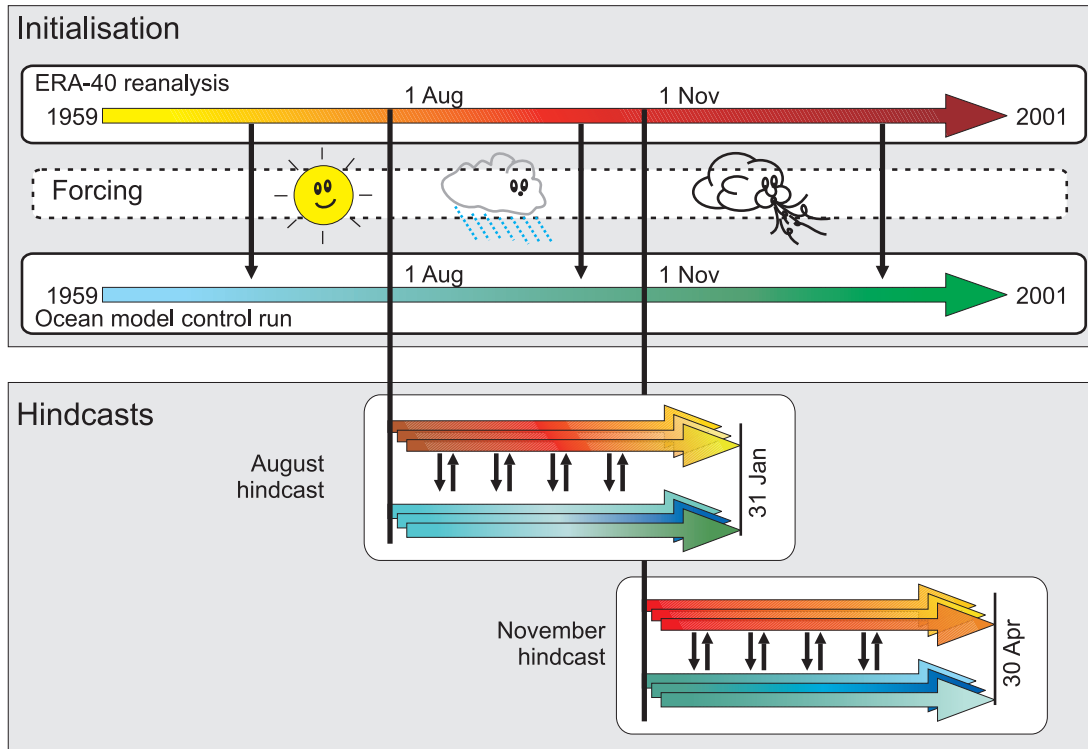 Initialisation
ERA-40 reanalysis
1 Aug
1 Nov
1959
2001
Forcing
1 Aug
1 Nov
1959
2001
Ocean model control run
Hindcasts
August
hindcast
31 Jan
November
hindcast
30 Apr